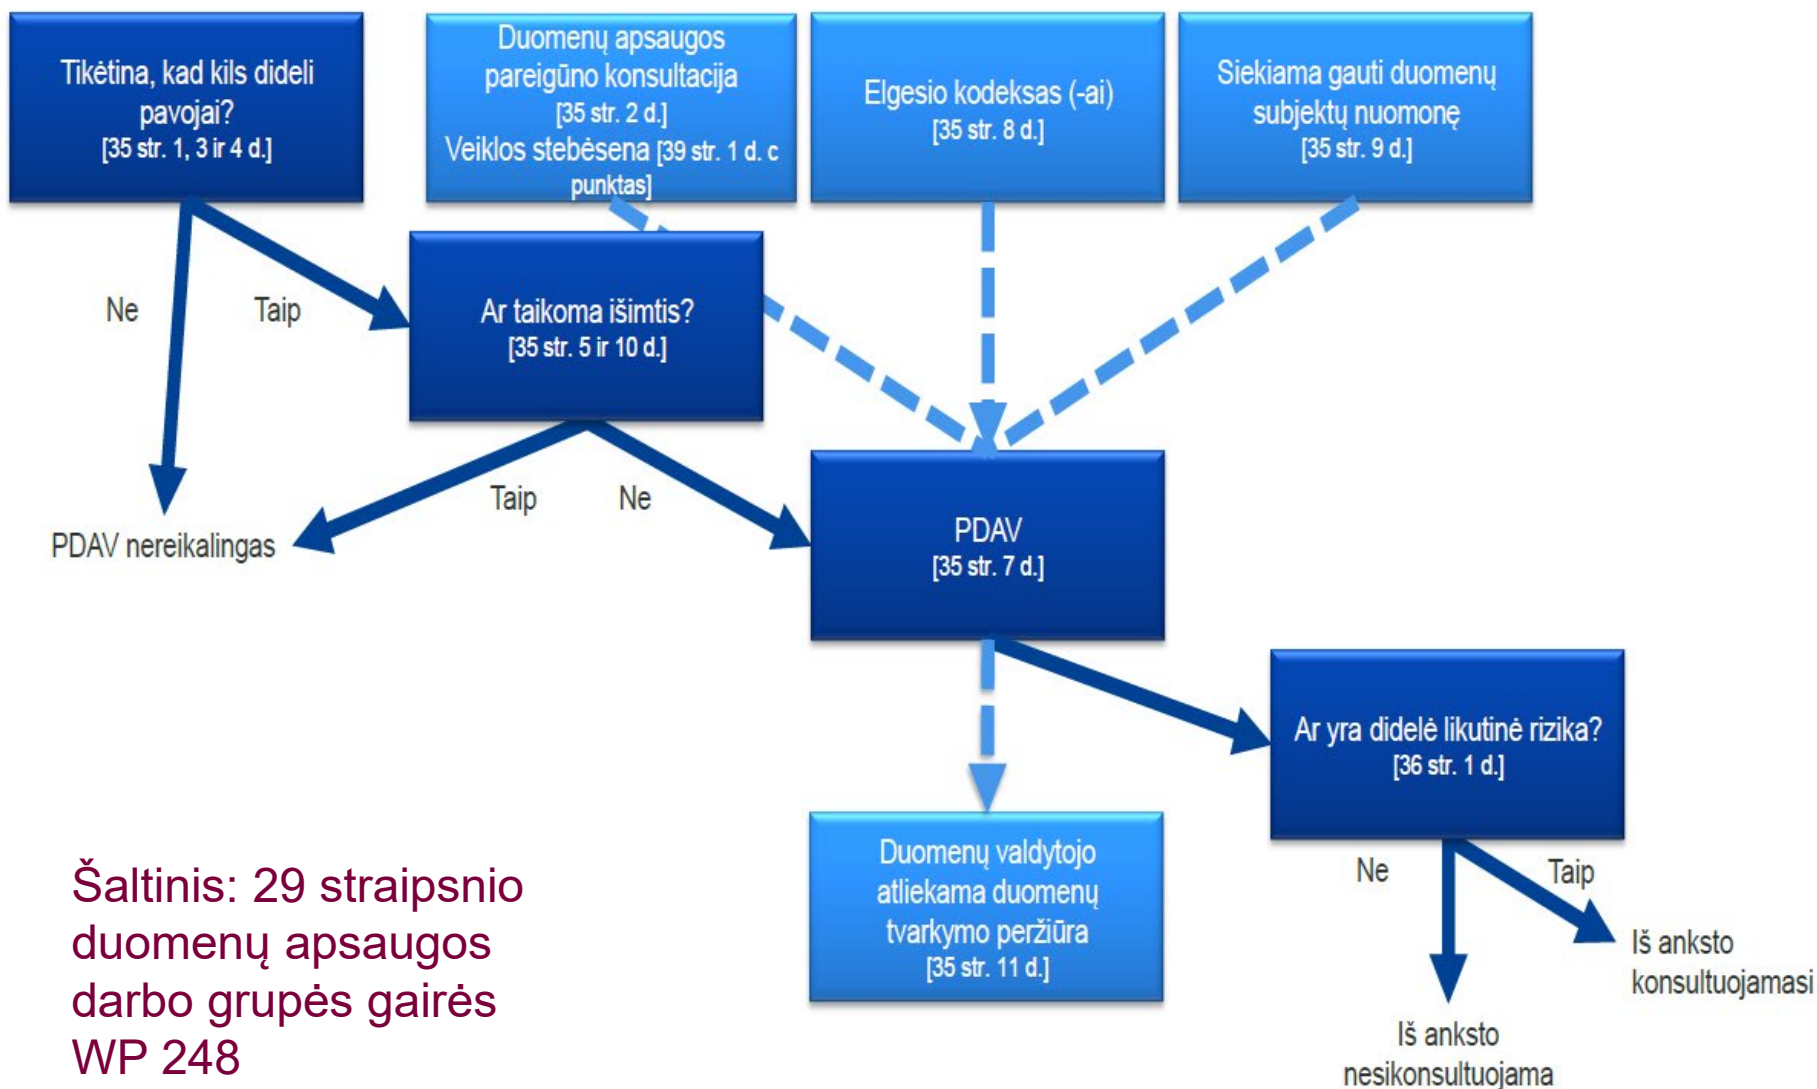 Tikėtina, kad kils dideli
pavojai?
[35 str. 1, 3 ir 4 d.]
Duomenų apsaugos
pareigūno konsultacija
[35 str. 2 d.]
Veiklos stebėsena [39 str. 1 d. c
punktas]
Elgesio kodeksas (-ai)
[35 str. 8 d.]
Siekiama gauti duomenų
subjektų nuomonę
[35 str. 9 d.]
Ne
Taip
Ar taikoma išimtis?
[35 str. 5 ir 10 d.]
Taip
Ne
PDAV nereikalingas
PDAV
[35 str. 7 d.]
Ar yra didelė likutinė rizika?
[36 str. 1 d.]
Duomenų valdytojo
atliekama duomenų
tvarkymo peržiūra
[35 str. 11 d.]
Ne
Taip
Iš anksto
konsultuojamasi
Iš anksto
nesikonsultuojama
Šaltinis: 29 straipsnio
duomenų apsaugos
darbo grupės gairės
WP 248